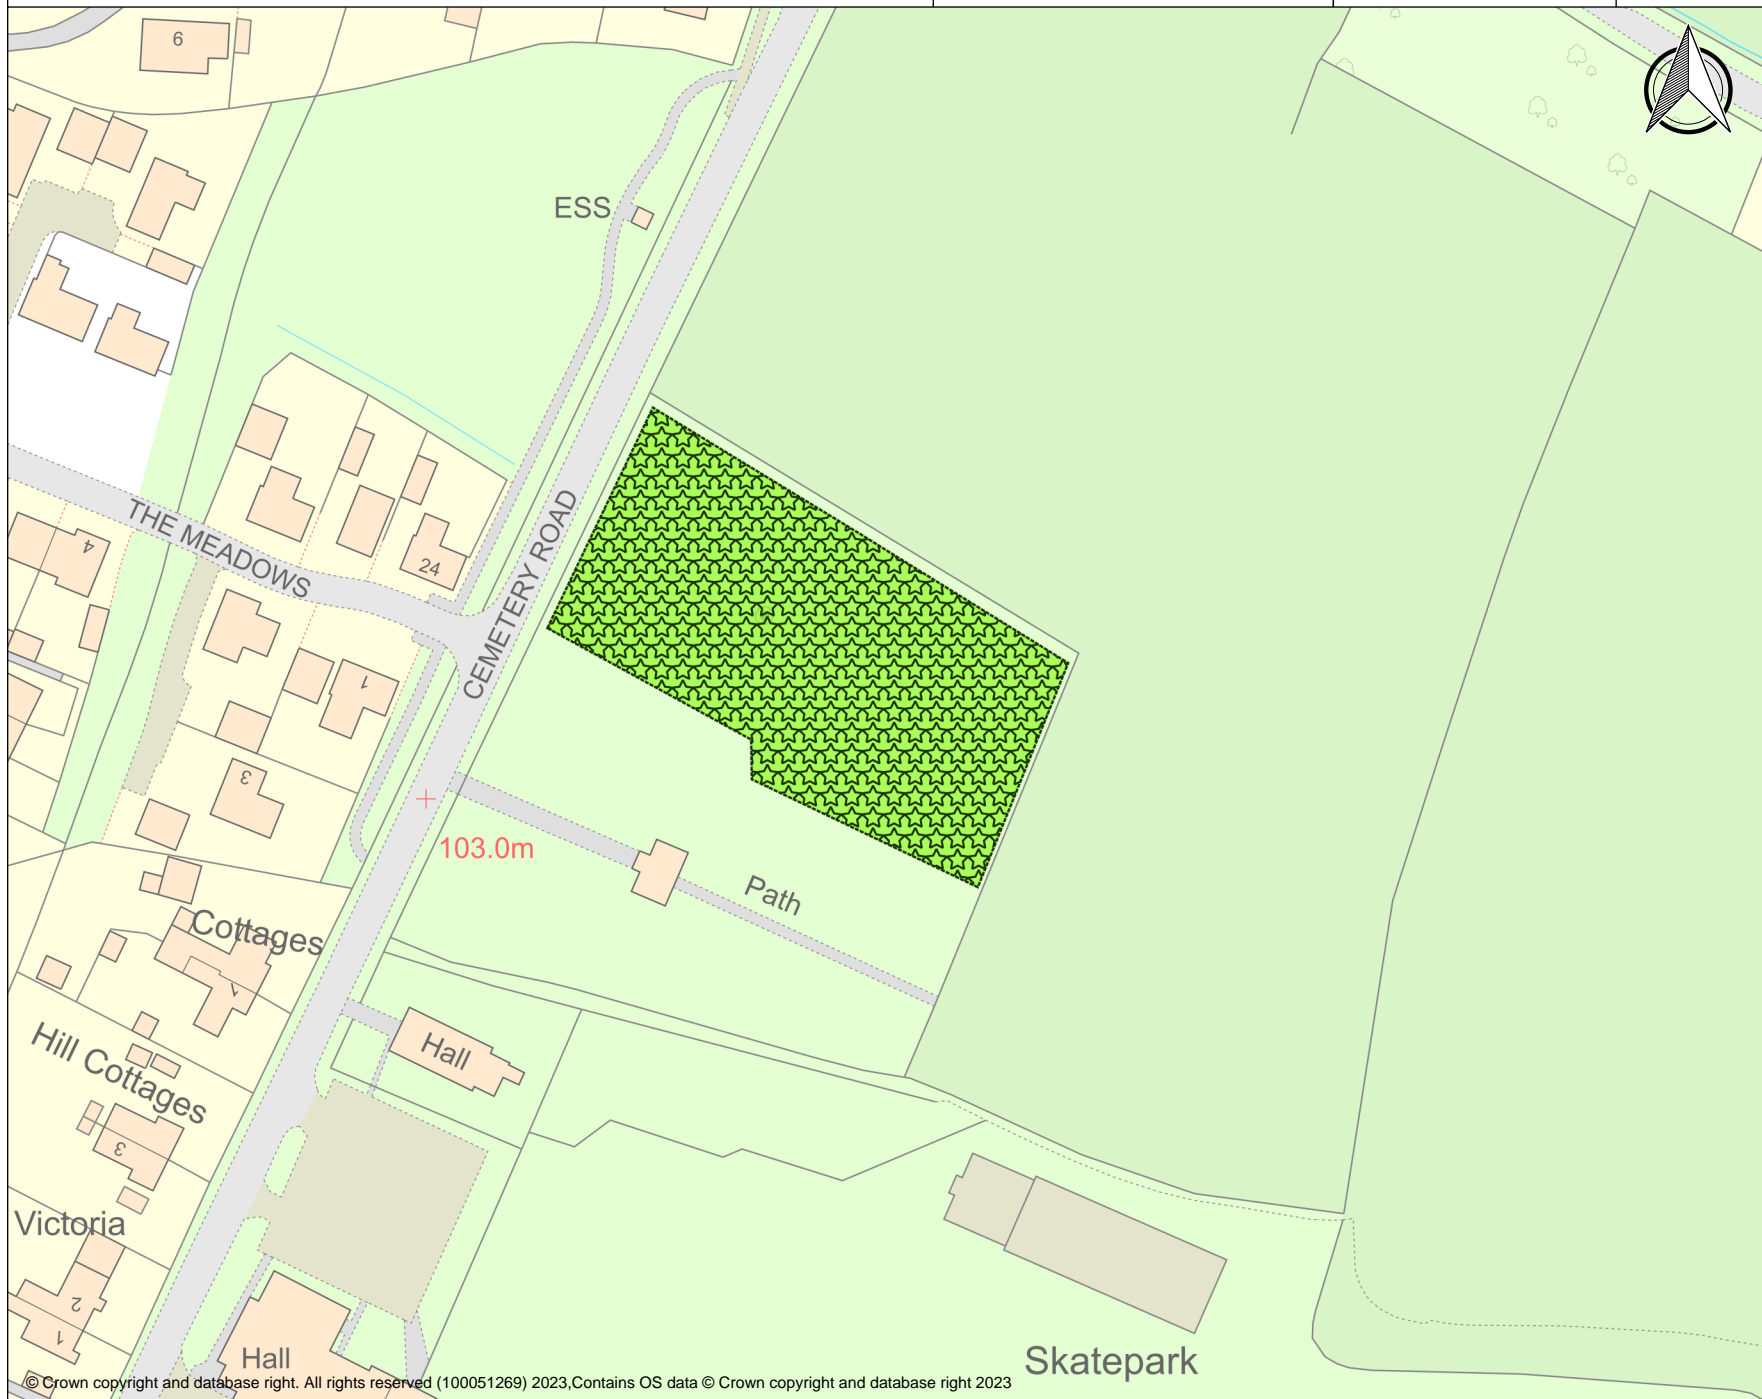 6
ESS
THE MEADOWS
4
24
CEMETERY ROAD
1
3
103.0m
Path
Cottages
1
Hall
Hill Cottages
3
Victoria
2
1
Hall
Skatepark
© Crown copyright and database right. All rights reserved (100051269) 2023,Contains OS data © Crown copyright and database right 2023